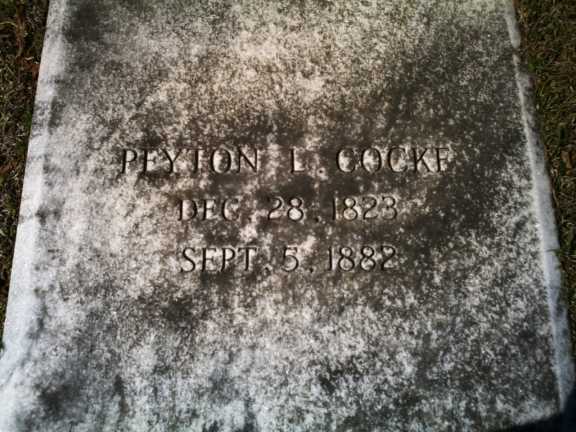 PEYTON L. COCKE
DEC. 28, 1823
SEPT. 5, 1882